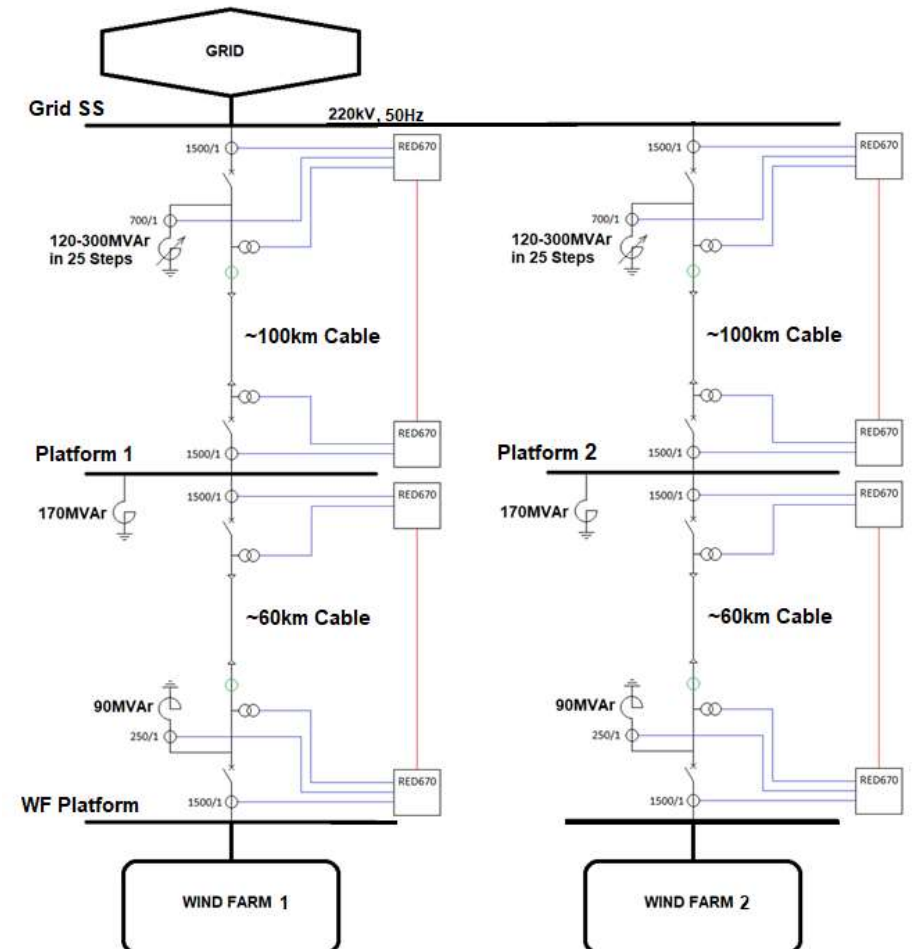 GRID
Grid SS
220kV, 50Hz
1500/1
RED670
1500/1
RED670
700/1
700/1
120-300MVAr
in 25 Steps
120-300MVAr
in 25 Steps
~100km Cable
~100km Cable
RED670
RED670
Platform 1
1500/1
Platform 2
1500/1
1500/1
RED670
1500/1
RED670
170MVAr
170MVAr
~60km Cable
~60km Cable
90MVAr
90MVAr
250/1
250/1
RED670
RED670
WF Platform
1500/1
1500/1
WIND FARM 1
WIND FARM 2